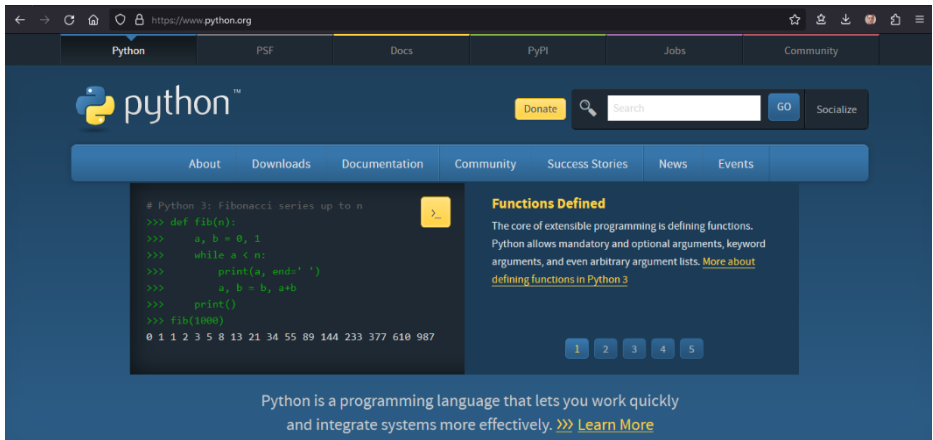 https://www.python.org
Python PSF Docs PyPI Jobs Community
python™
Donate Search GO Socialize
About Downloads Documentation Community Success Stories News Events
# Python 3: Fibonacci series up to n
>>> def fib(n):
>>>     a, b = 0, 1
>>>     while a < n:
>>>         print(a, end=' ')
>>>         a, b = b, a+b
>>>     print()
>>> fib(1000)
0 1 1 2 3 5 8 13 21 34 55 89 144 233 377 610 987
>_
Functions Defined
The core of extensible programming is defining functions.
Python allows mandatory and optional arguments, keyword
arguments, and even arbitrary argument lists. More about
defining functions in Python 3
1 2 3 4 5
Python is a programming language that lets you work quickly
and integrate systems more effectively. >>> Learn More